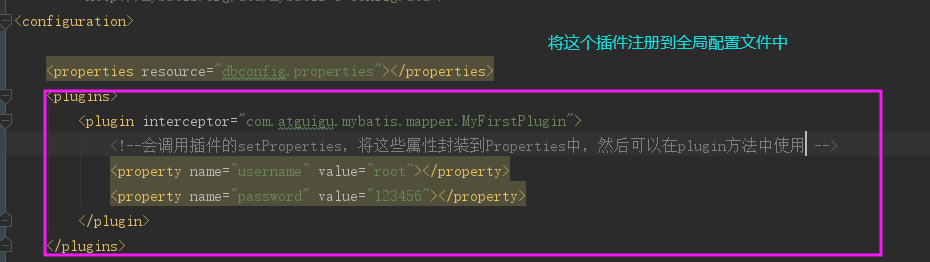 <configuration>
将这个插件注册到全局配置文件中
<properties resource="dbconfig.properties"></properties>
<plugins>
<plugin interceptor="com.atguigu.mybatis.mapper.MyFirstPlugin">
<!--会调用插件的setProperties，将这些属性封装到Properties中，然后可以在plugin方法中使用 -->
<property name="username" value="root"></property>
<property name="password" value="123456"></property>
</plugin>
</plugins>